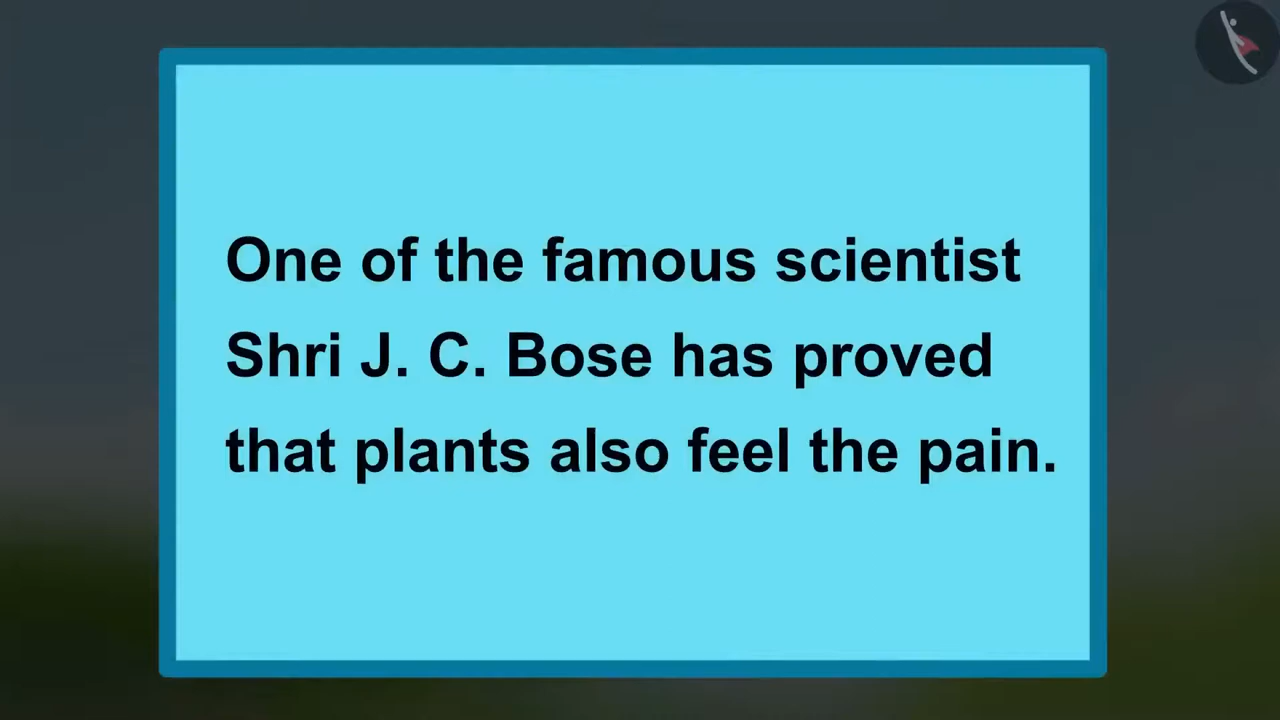 One of the famous scientist
Shri J. C. Bose has proved
that plants also feel the pain.